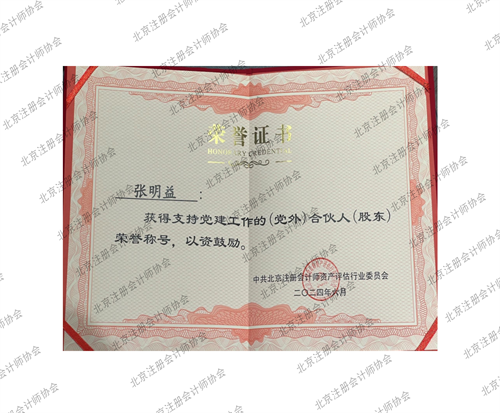 荣誉证书
HONORARY CREDENTIAL
张明益：
获得支持党建工作的(党外)合伙人(股东)
荣誉称号，以资鼓励。
中共北京注册会计师资产评估行业委员会
二〇二四年六月
北京注册会计师协会